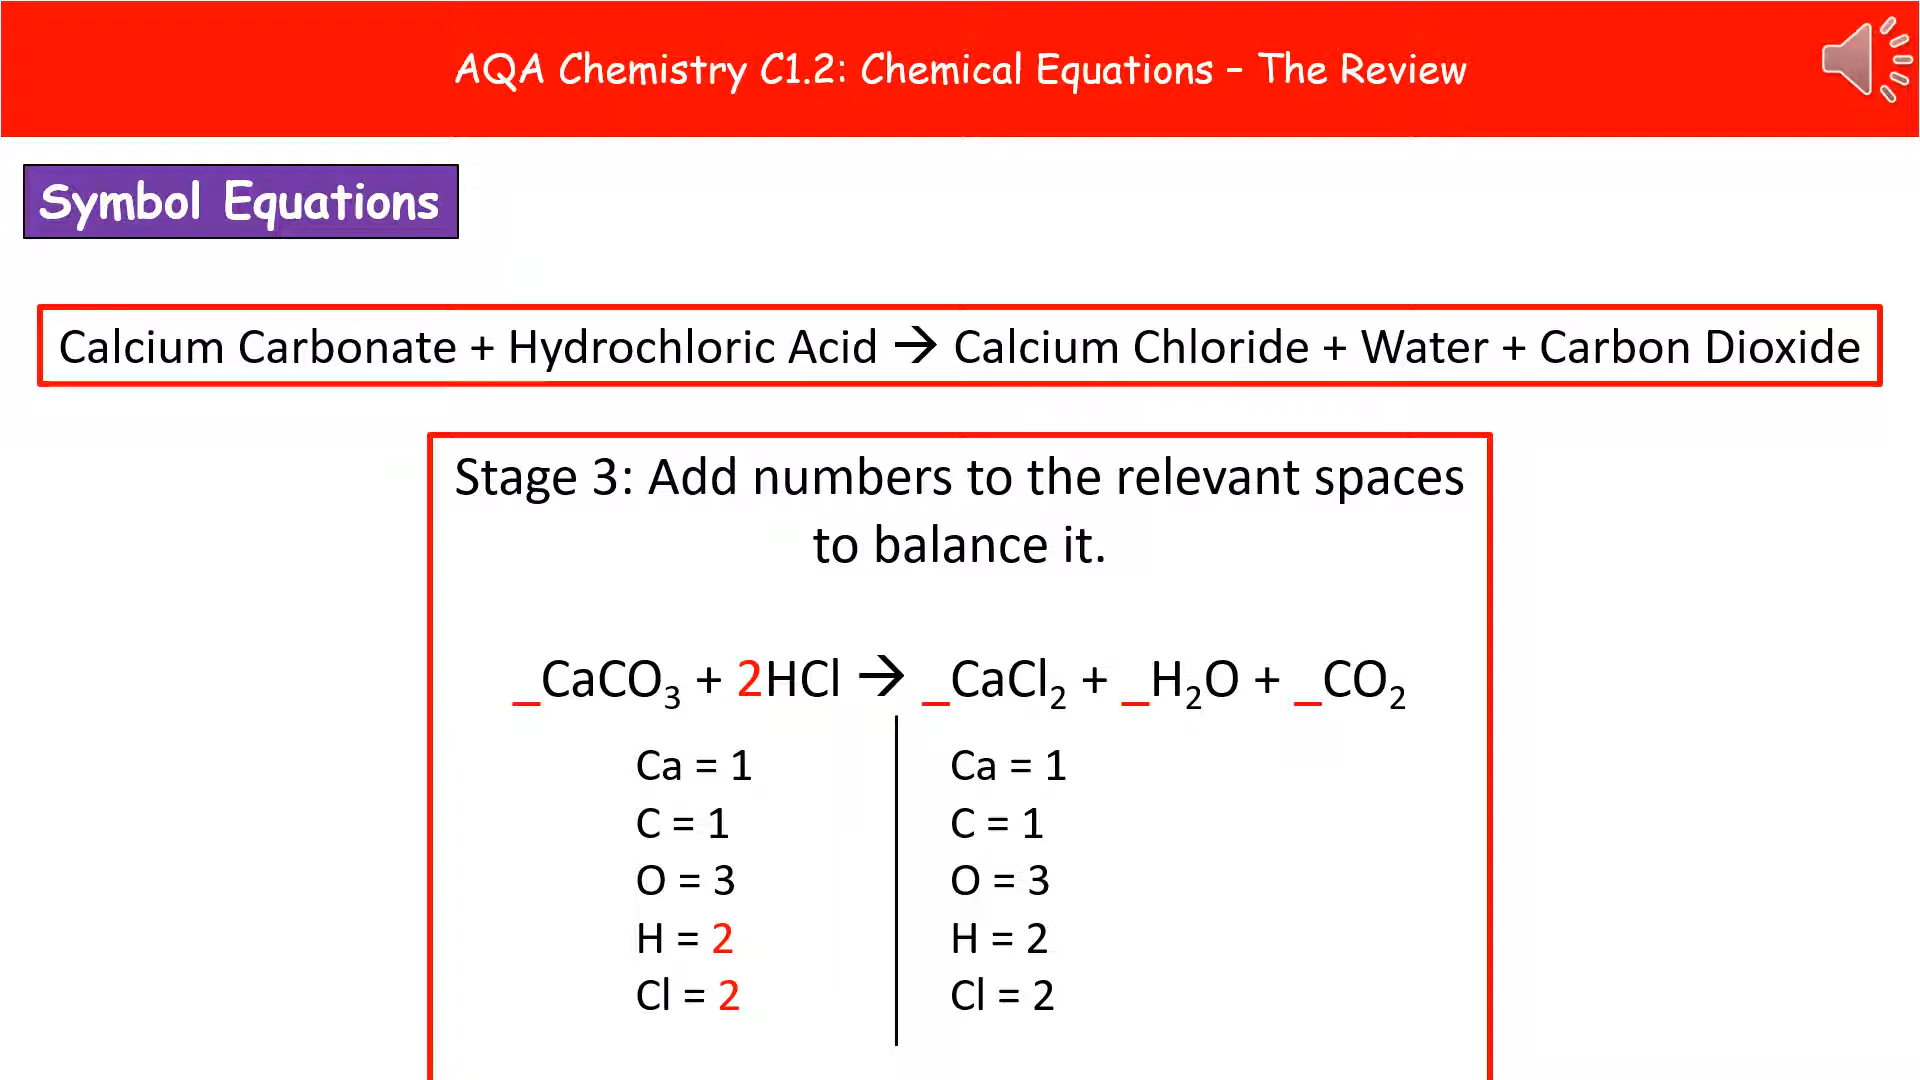 AQA Chemistry C1.2: Chemical Equations – The Review
Symbol Equations
Calcium Carbonate + Hydrochloric Acid → Calcium Chloride + Water + Carbon Dioxide
Stage 3: Add numbers to the relevant spaces
to balance it.
_CaCO₃ + 2HCl → _CaCl₂ + _H₂O + _CO₂
Ca = 1
C = 1
O = 3
H = 2
Cl = 2
Ca = 1
C = 1
O = 3
H = 2
Cl = 2